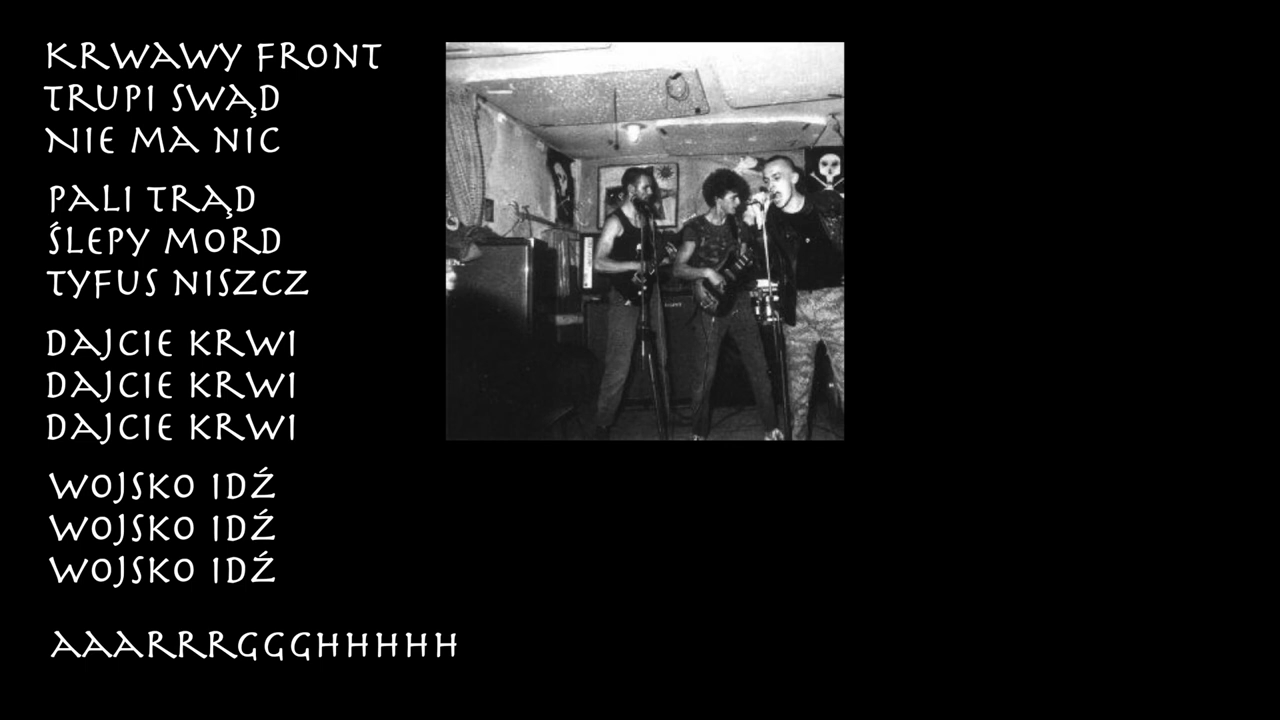 KRWAWY FRONT
TRUPI SWĄD
NIE MA NIC
PALI TRĄD
ŚLEPY MORD
TYFUS NISZCZ
DAJCIE KRWI
DAJCIE KRWI
DAJCIE KRWI
WOJSKO IDŹ
WOJSKO IDŹ
WOJSKO IDŹ
AAARRRGGGHHHHH